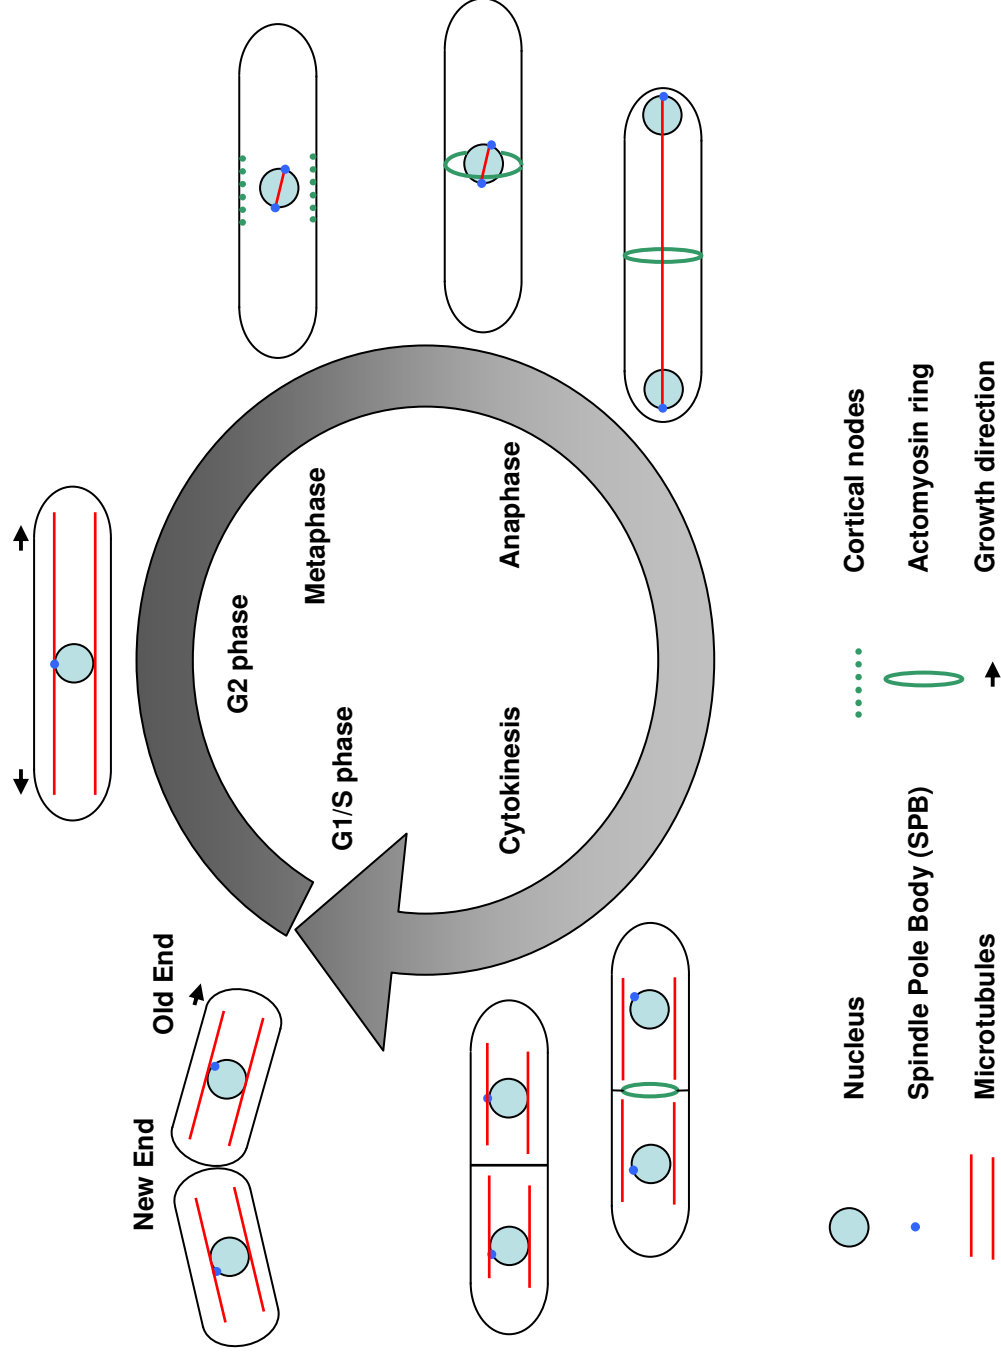 New End
Old End
G1/S phase
G2 phase
Metaphase
Anaphase
Cytokinesis
Nucleus
Cortical nodes
Spindle Pole Body (SPB)
Actomyosin ring
Microtubules
Growth direction